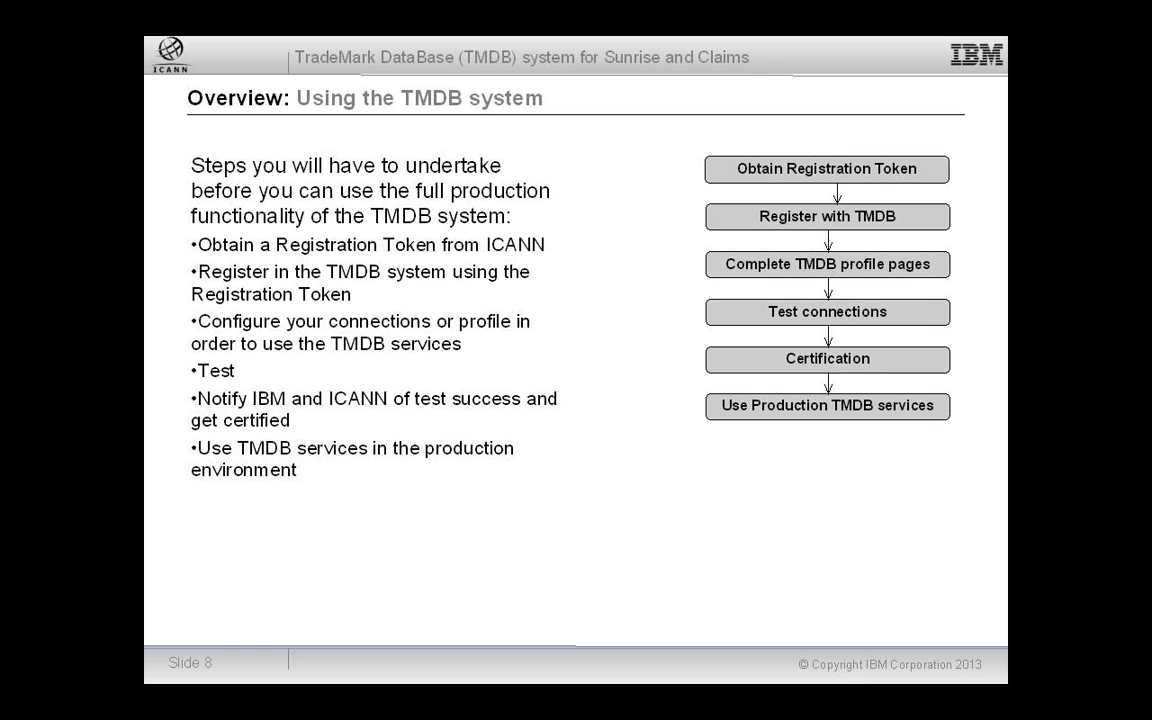 ICANN
TradeMark DataBase (TMDB) system for Sunrise and Claims
IBM
Overview: Using the TMDB system
Steps you will have to undertake
before you can use the full production
functionality of the TMDB system:
•Obtain a Registration Token from ICANN
•Register in the TMDB system using the
Registration Token
•Configure your connections or profile in
order to use the TMDB services
•Test
•Notify IBM and ICANN of test success and
get certified
•Use TMDB services in the production
environment
Obtain Registration Token
Register with TMDB
Complete TMDB profile pages
Test connections
Certification
Use Production TMDB services
Slide 8
© Copyright IBM Corporation 2013